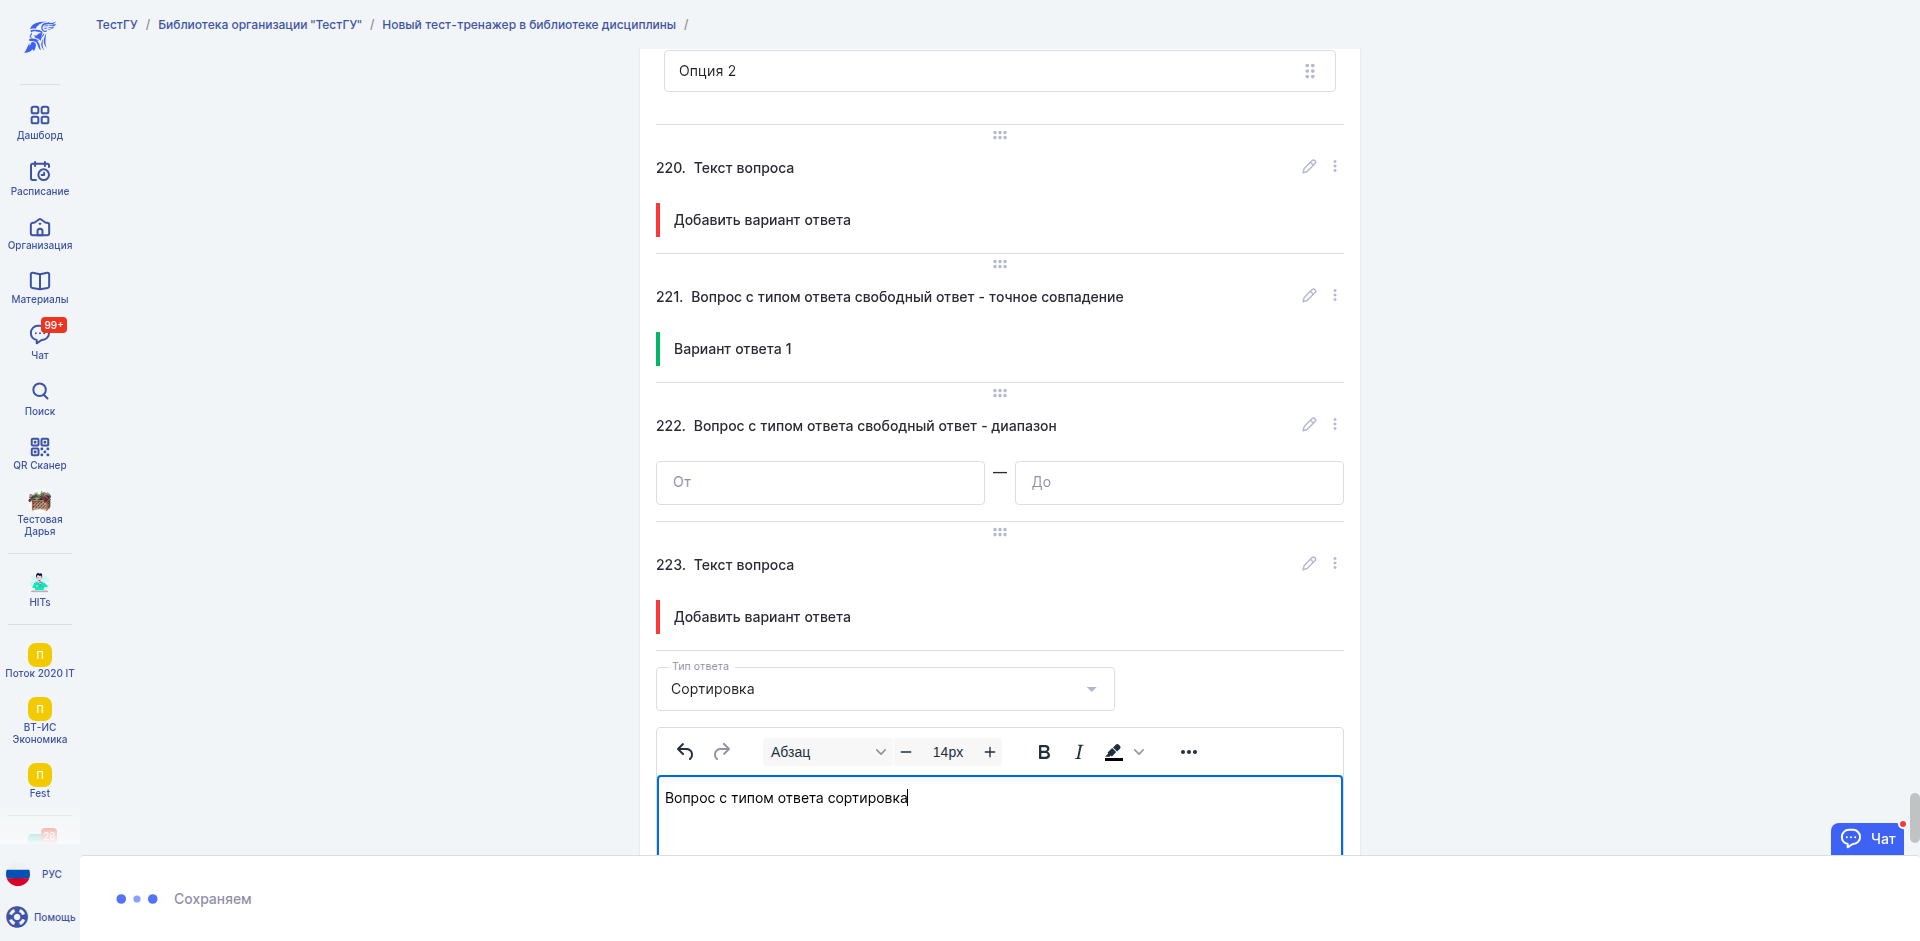 ТестГУ / Библиотека организации "ТестГУ" / Новый тест-тренажер в библиотеке дисциплины /
Дашборд
Расписание
Организация
Материалы
99+
Чат
Поиск
QR Сканер
Тестовая
Дарья
HITs
П
Поток 2020 IT
П
ВТ-ИС
Экономика
П
Fest
28
РУС
Помощь
Опция 2
220. Текст вопроса
Добавить вариант ответа
221. Вопрос с типом ответа свободный ответ - точное совпадение
Вариант ответа 1
222. Вопрос с типом ответа свободный ответ - диапазон
От — До
223. Текст вопроса
Добавить вариант ответа
Тип ответа
Сортировка
Абзац 14px B I
Вопрос с типом ответа сортировка
Чат
Сохраняем